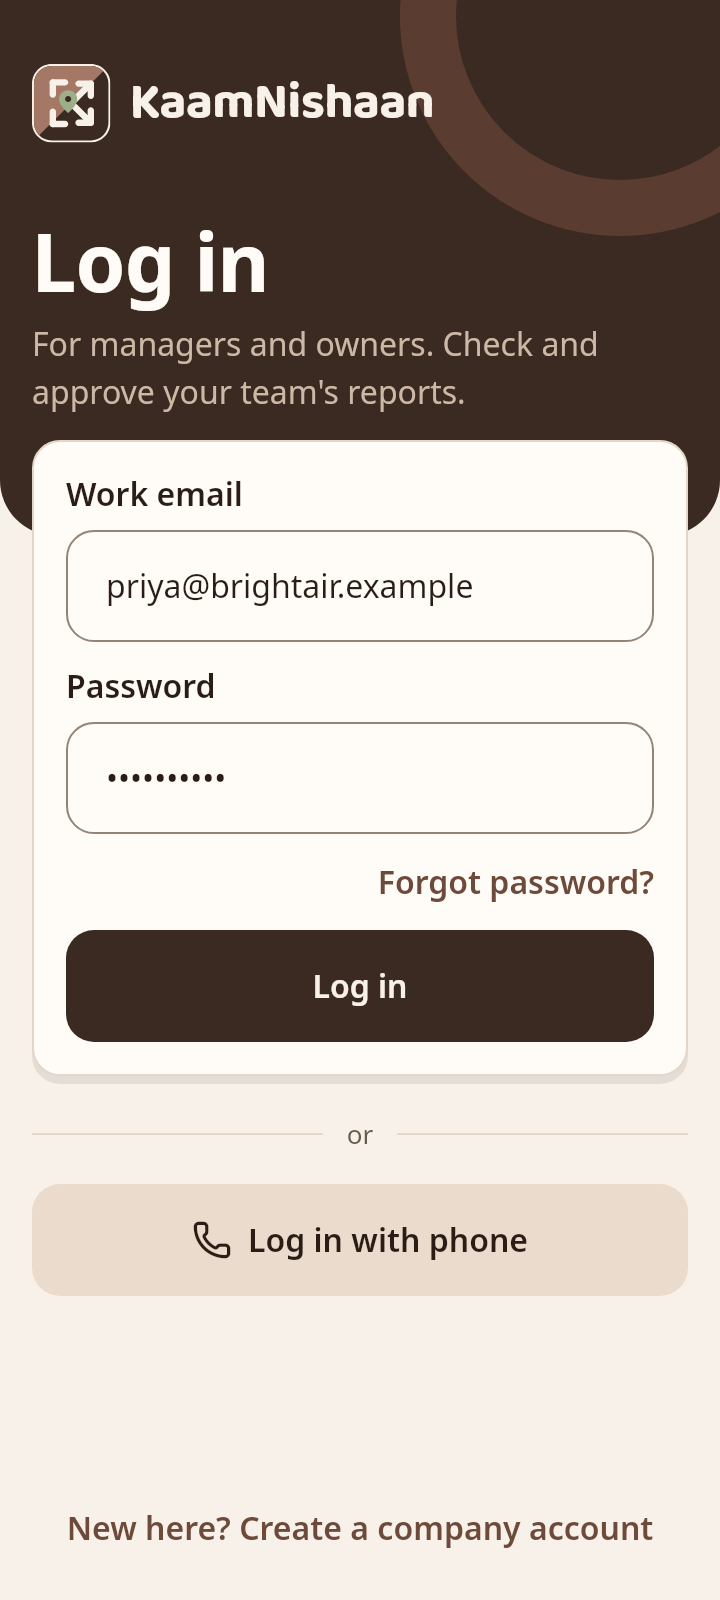 KaamNishaan
Log in
For managers and owners. Check and
approve your team's reports.
Work email
priya@brightair.example
Password
••••••••••
Forgot password?
Log in
or
Log in with phone
New here? Create a company account